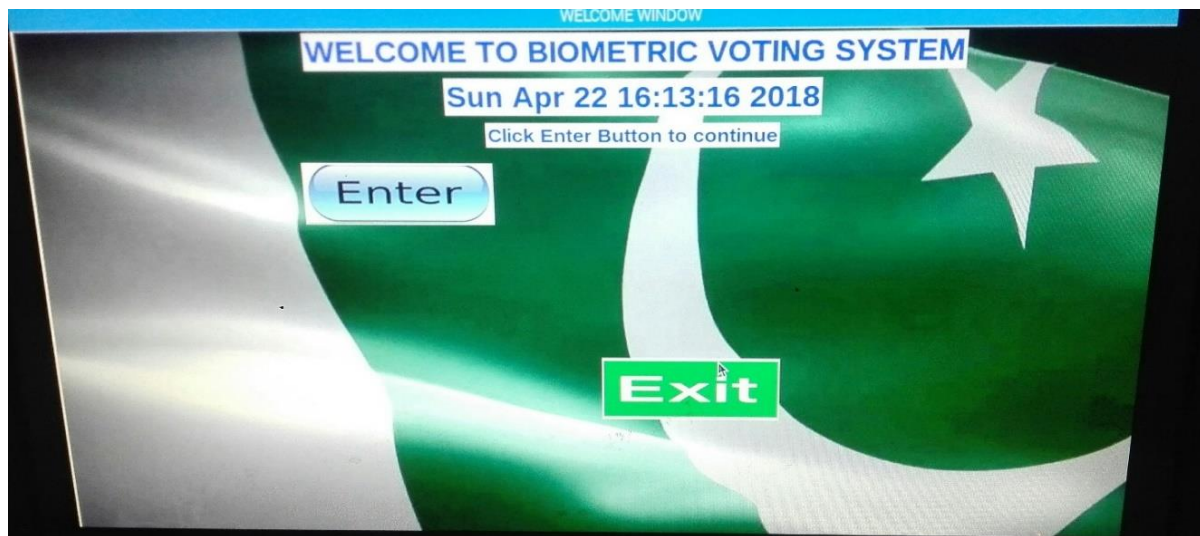 WELCOME WINDOW
WELCOME TO BIOMETRIC VOTING SYSTEM
Sun Apr 22 16:13:16 2018
Click Enter Button to continue
Enter
Exit